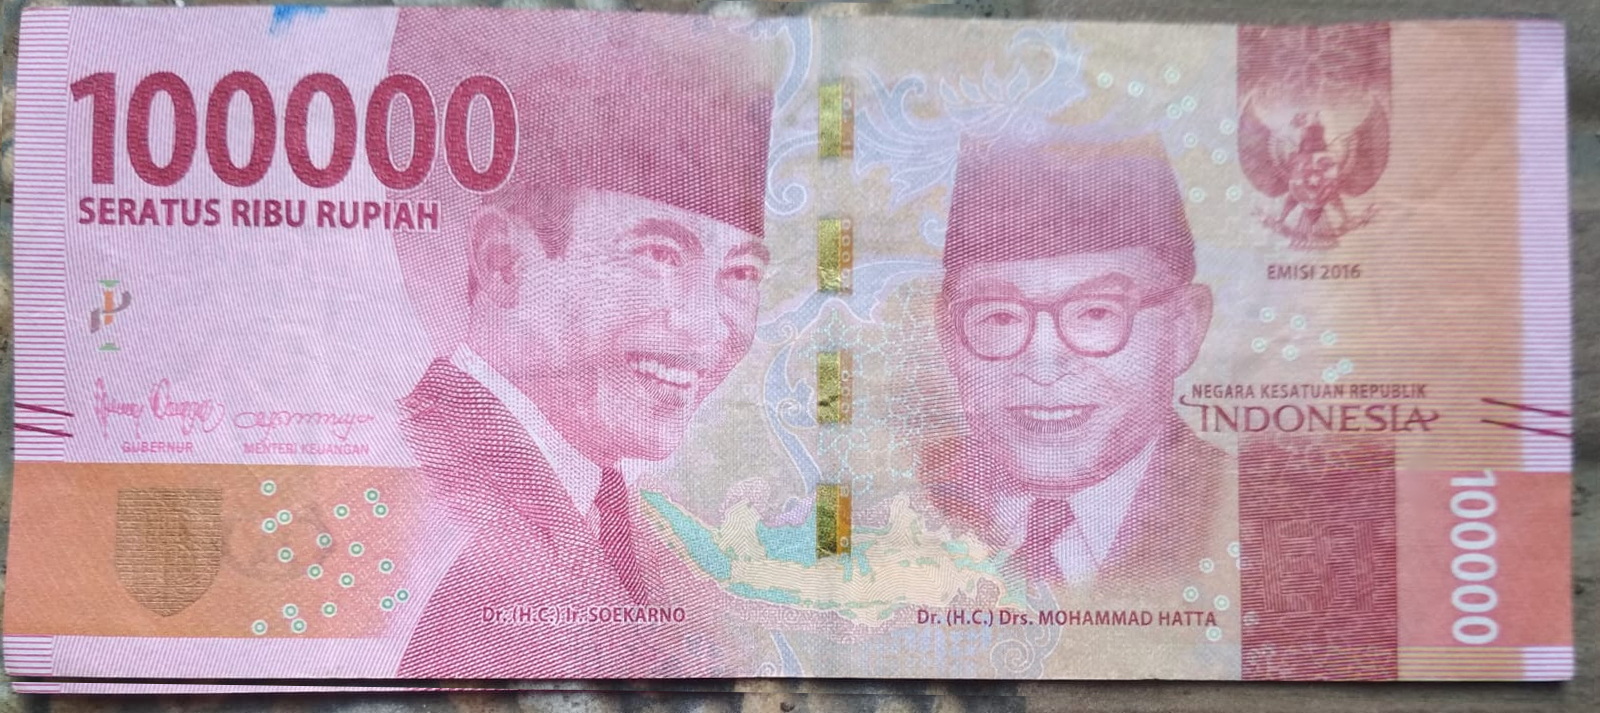 100000
SERATUS RIBU RUPIAH
GUBERNUR
MENTERI KEUANGAN
Dr. (H.C.) Ir. SOEKARNO
Dr. (H.C.) Drs. MOHAMMAD HATTA
EMISI 2016
NEGARA KESATUAN REPUBLIK
INDONESIA
100000